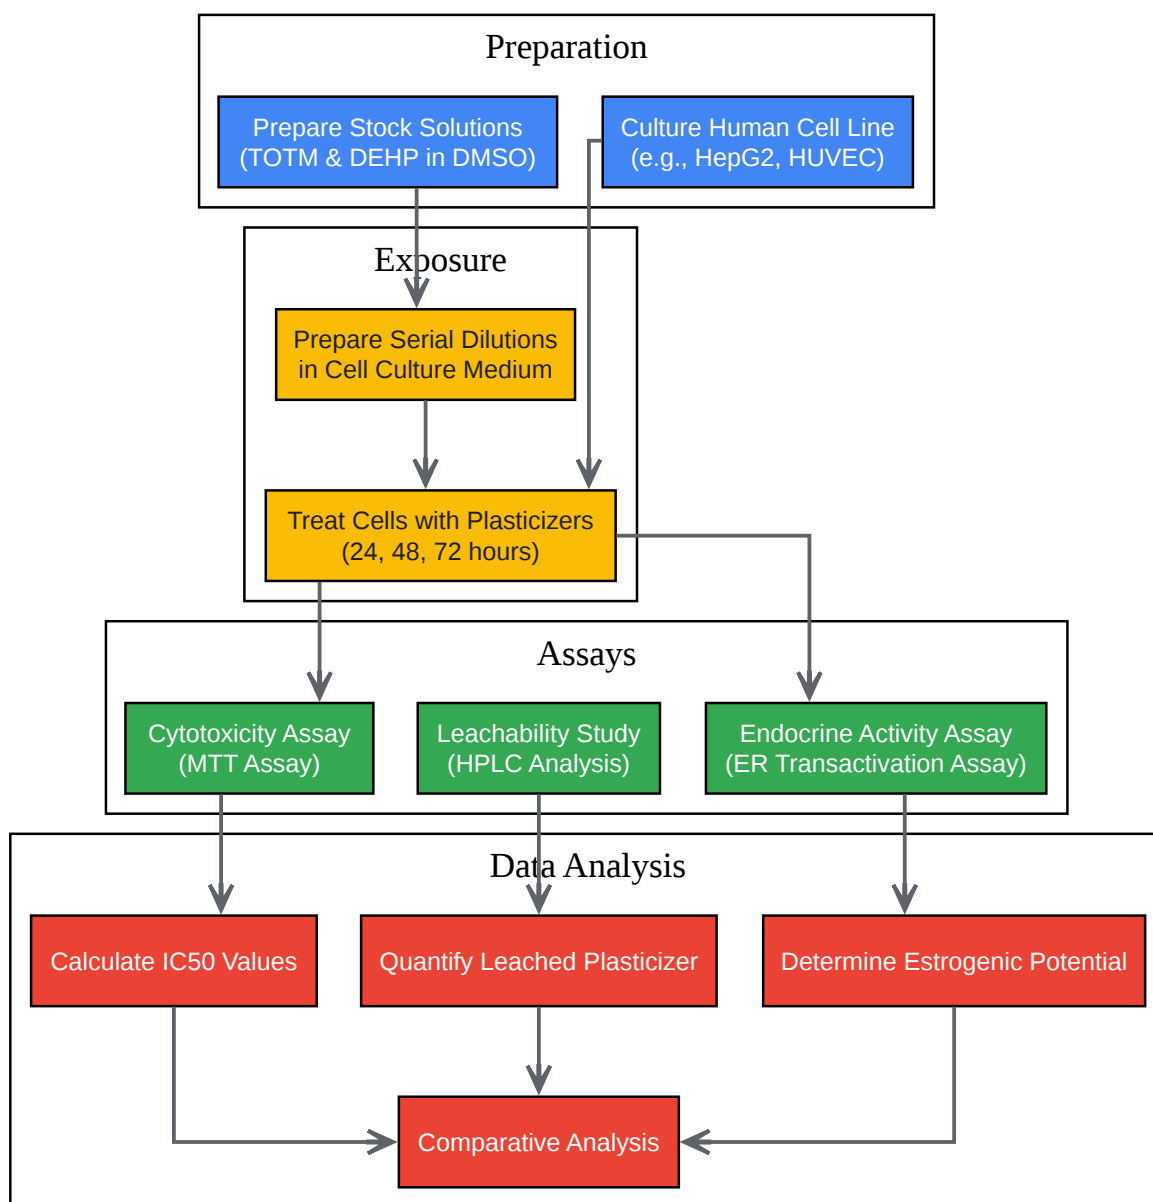 Preparation
Prepare Stock Solutions
(TOTM & DEHP in DMSO)
Culture Human Cell Line
(e.g., HepG2, HUVEC)
Exposure
Prepare Serial Dilutions
in Cell Culture Medium
Treat Cells with Plasticizers
(24, 48, 72 hours)
Assays
Cytotoxicity Assay
(MTT Assay)
Leachability Study
(HPLC Analysis)
Endocrine Activity Assay
(ER Transactivation Assay)
Data Analysis
Calculate IC50 Values
Quantify Leached Plasticizer
Determine Estrogenic Potential
Comparative Analysis